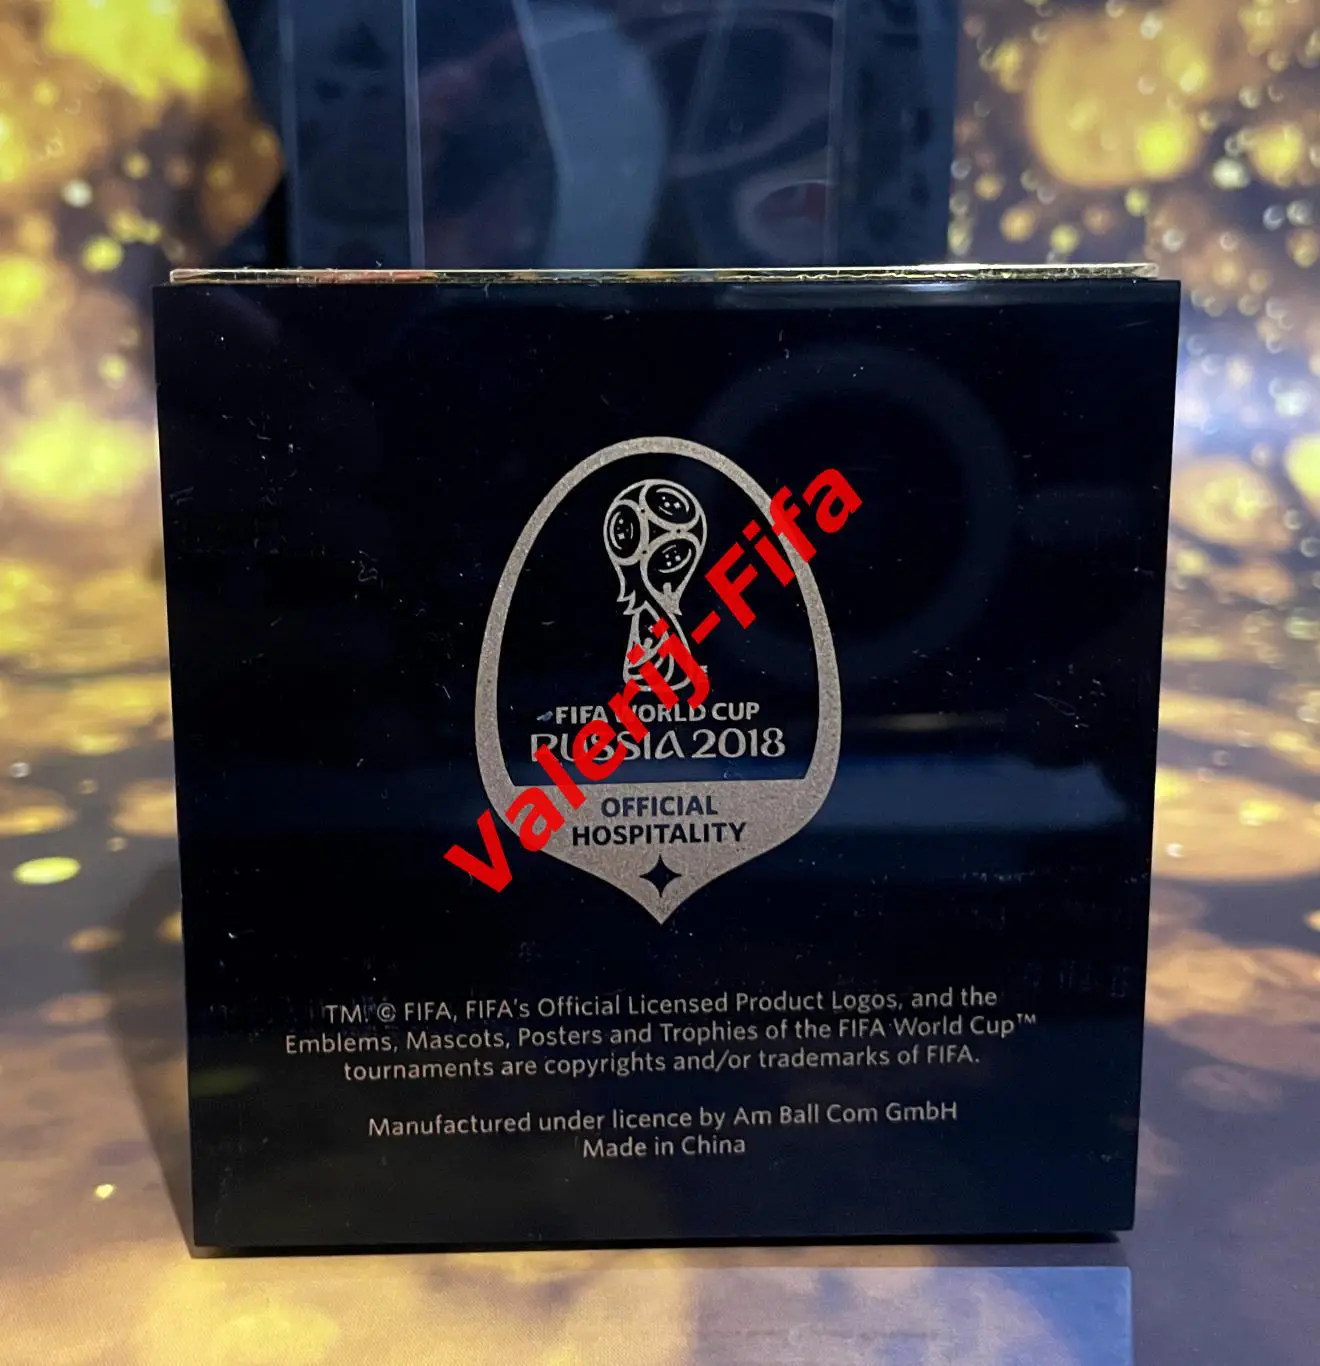 FIFA WORLD CUP
RUSSIA 2018
OFFICIAL
HOSPITALITY
Valerij-Fifa
TM, © FIFA, FIFA's Official Licensed Product Logos, and the
Emblems, Mascots, Posters and Trophies of the FIFA World Cup™
tournaments are copyrights and/or trademarks of FIFA.
Manufactured under licence by Am Ball Com GmbH
Made in China